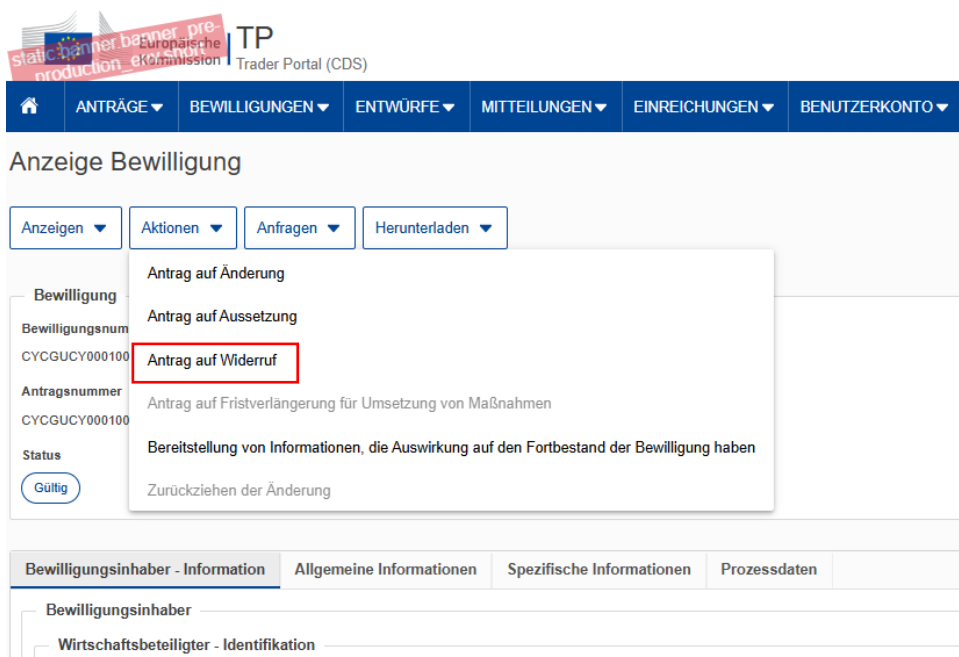 static banner banner pre-
production_exv short
Europäische
Kommission
TP
Trader Portal (CDS)
ANTRÄGE
BEWILLIGUNGEN
ENTWÜRFE
MITTEILUNGEN
EINREICHUNGEN
BENUTZERKONTO
Anzeige Bewilligung
Anzeigen
Aktionen
Anfragen
Herunterladen
Antrag auf Änderung
Bewilligung
Antrag auf Aussetzung
Bewilligungsnum
CYCGUCY000100
Antrag auf Widerruf
Antragsnummer
Antrag auf Fristverlängerung für Umsetzung von Maßnahmen
CYCGUCY000100
Bereitstellung von Informationen, die Auswirkung auf den Fortbestand der Bewilligung haben
Status
Gültig
Zurückziehen der Änderung
Bewilligungsinhaber - Information
Allgemeine Informationen
Spezifische Informationen
Prozessdaten
Bewilligungsinhaber
Wirtschaftsbeteiligter - Identifikation